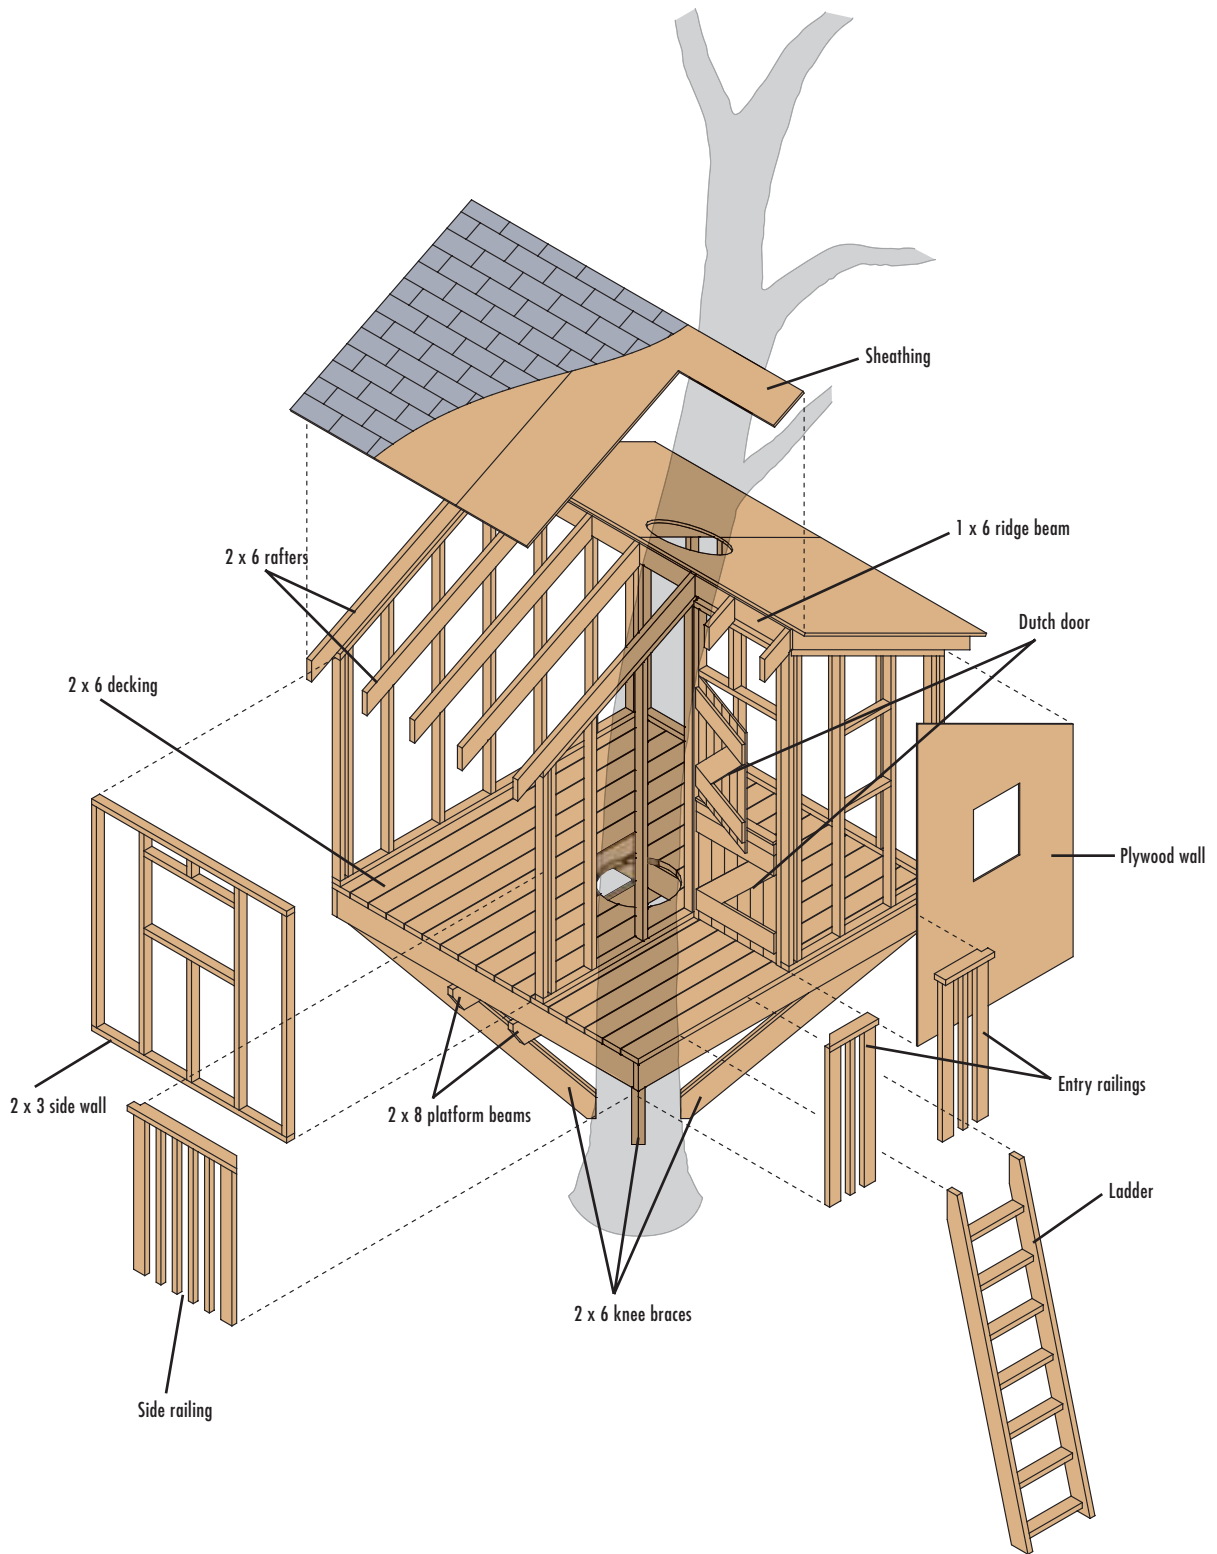 Sheathing
1 x 6 ridge beam
2 x 6 rafters
Dutch door
2 x 6 decking
Plywood wall
Entry railings
2 x 3 side wall
2 x 8 platform beams
Ladder
2 x 6 knee braces
Side railing